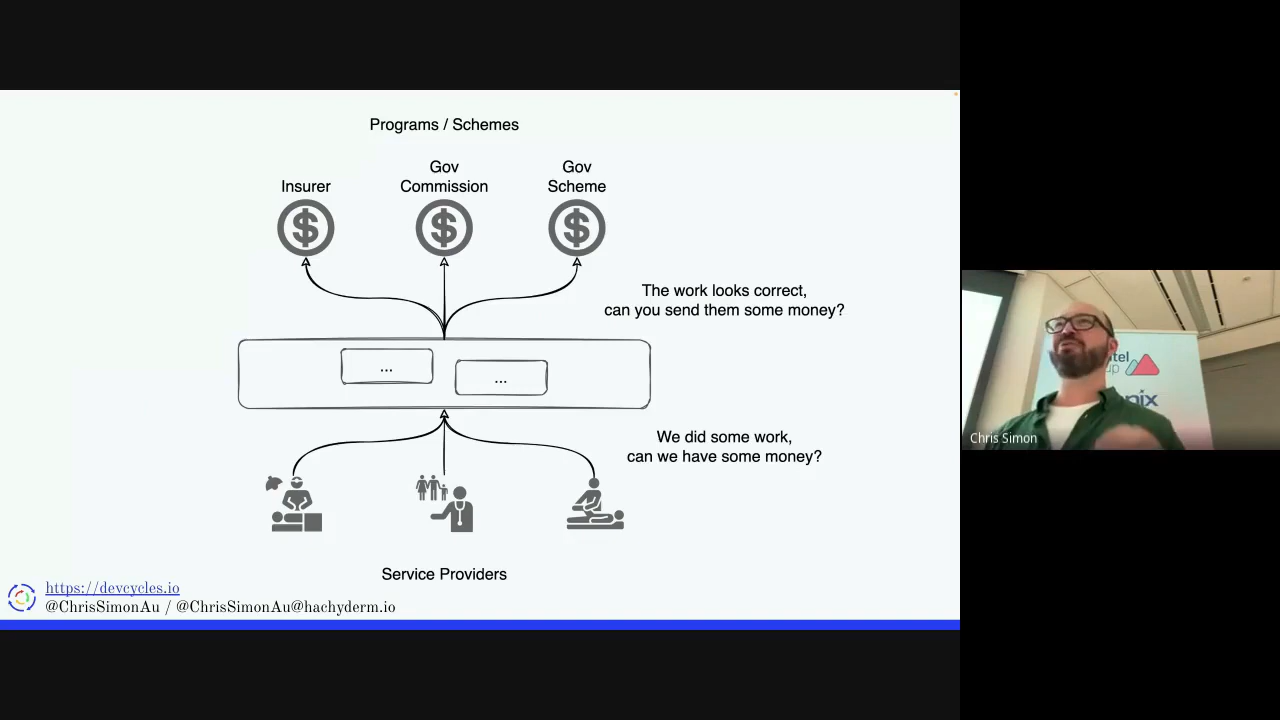 Programs / Schemes
Insurer
Gov
Commission
Gov
Scheme
The work looks correct,
can you send them some money?
...
...
We did some work,
can we have some money?
Service Providers
https://devcycles.io
@ChrisSimonAu / @ChrisSimonAu@hachyderm.io
Chris Simon